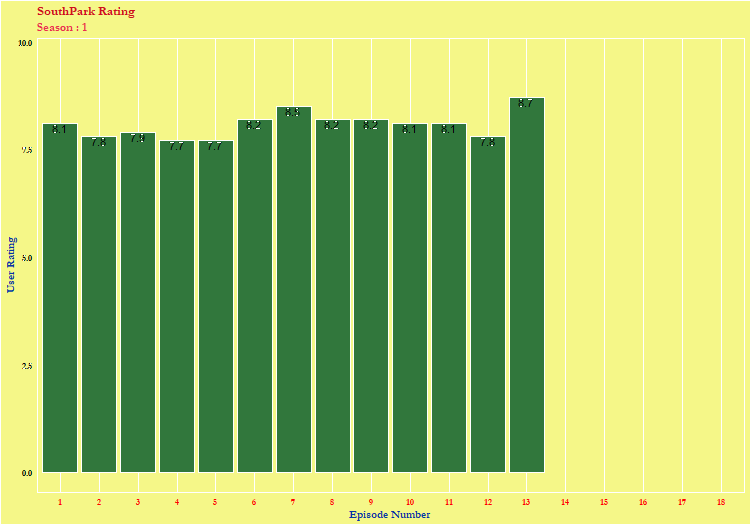 SouthPark Rating
Season : 1
10.0
7.5
5.0
2.5
0.0
User Rating
8.1 7.8 7.9 7.7 7.7 8.2 8.5 8.2 8.2 8.1 8.1 7.8 8.7
1 2 3 4 5 6 7 8 9 10 11 12 13 14 15 16 17 18
Episode Number